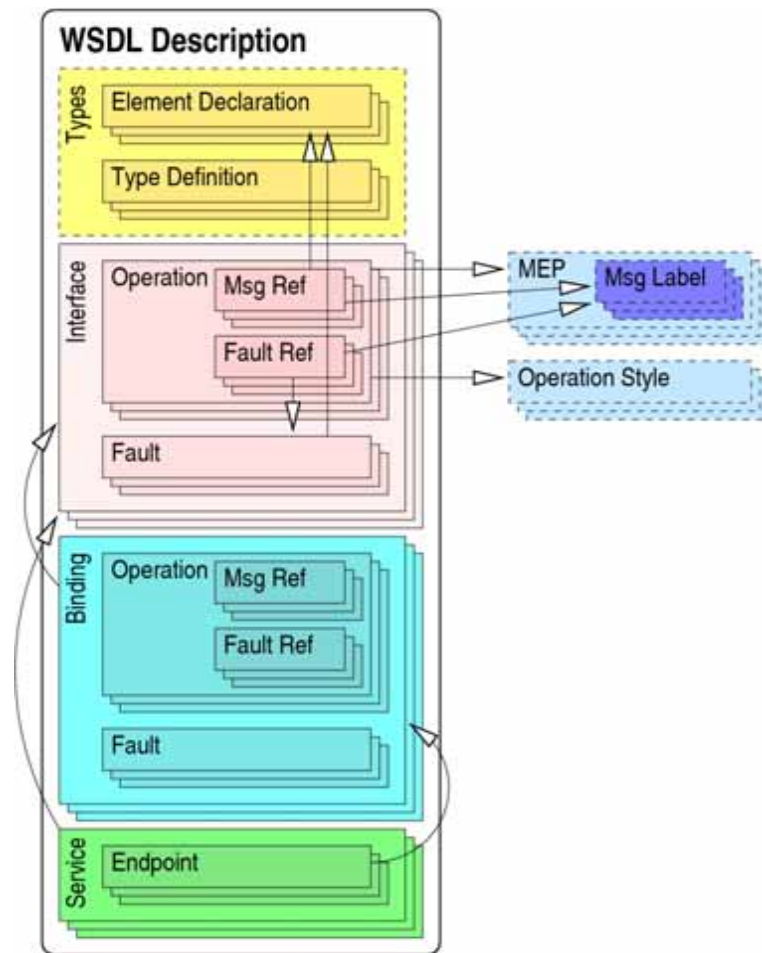 WSDL Description
Types
Element Declaration
Type Definition
Interface
Operation
Msg Ref
Fault Ref
Fault
MEP
Msg Label
Operation Style
Binding
Operation
Msg Ref
Fault Ref
Fault
Service
Endpoint